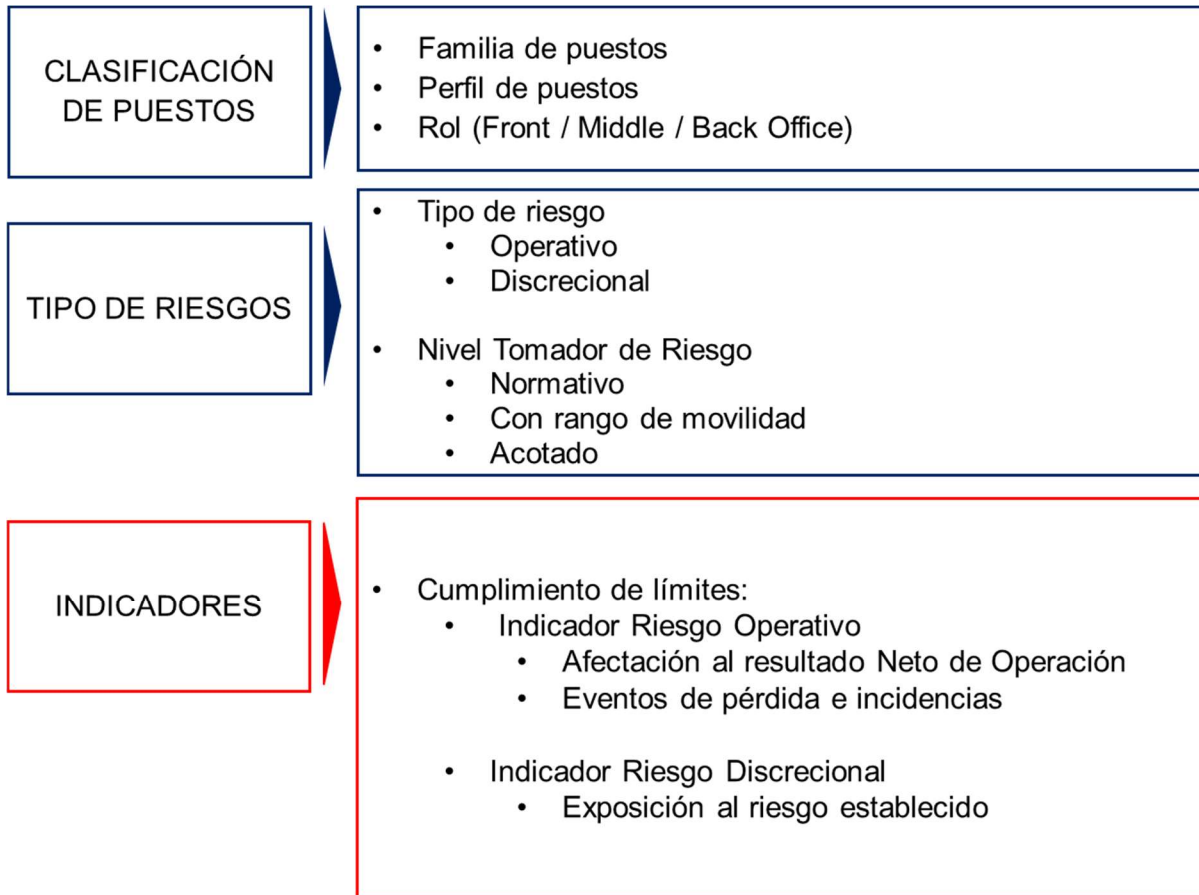 CLASIFICACIÓN
DE PUESTOS
• Familia de puestos
• Perfil de puestos
• Rol (Front / Middle / Back Office)
TIPO DE RIESGOS
• Tipo de riesgo
• Operativo
• Discrecional
• Nivel Tomador de Riesgo
• Normativo
• Con rango de movilidad
• Acotado
INDICADORES
• Cumplimiento de límites:
• Indicador Riesgo Operativo
• Afectación al resultado Neto de Operación
• Eventos de pérdida e incidencias
• Indicador Riesgo Discrecional
• Exposición al riesgo establecido